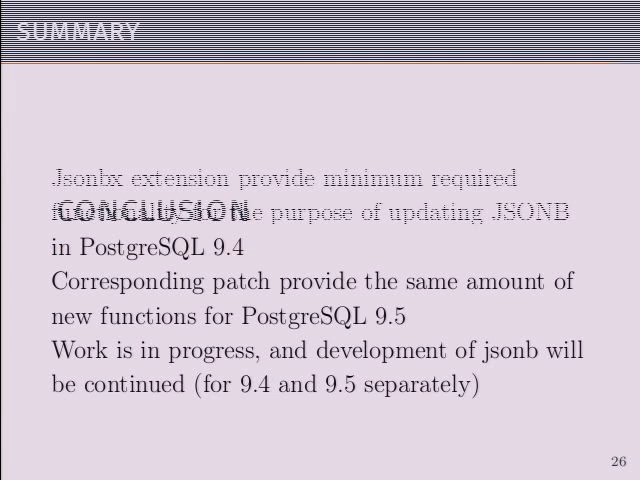 SUMMARY
Jsonbx extension provide minimum required
CONCLUSION purpose of updating JSONB
in PostgreSQL 9.4
Corresponding patch provide the same amount of
new functions for PostgreSQL 9.5
Work is in progress, and development of jsonb will
be continued (for 9.4 and 9.5 separately)
26